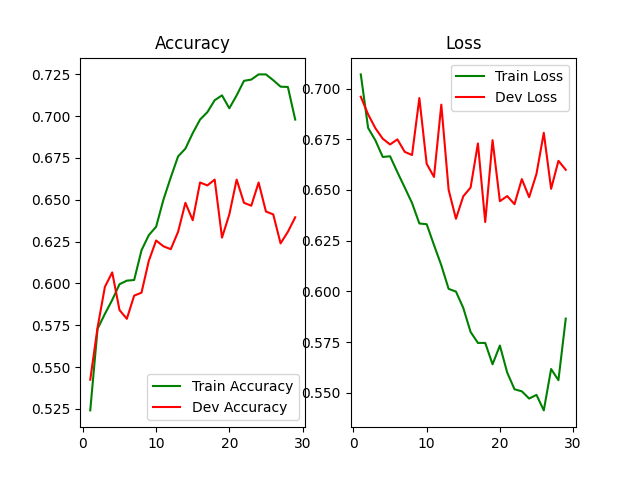 Accuracy
0.725
0.700
0.675
0.650
0.625
0.600
0.575
0.550
0.525
0 10 20 30
Train Accuracy
Dev Accuracy
Loss
0.700
0.675
0.650
0.625
0.600
0.575
0.550
0 10 20 30
Train Loss
Dev Loss